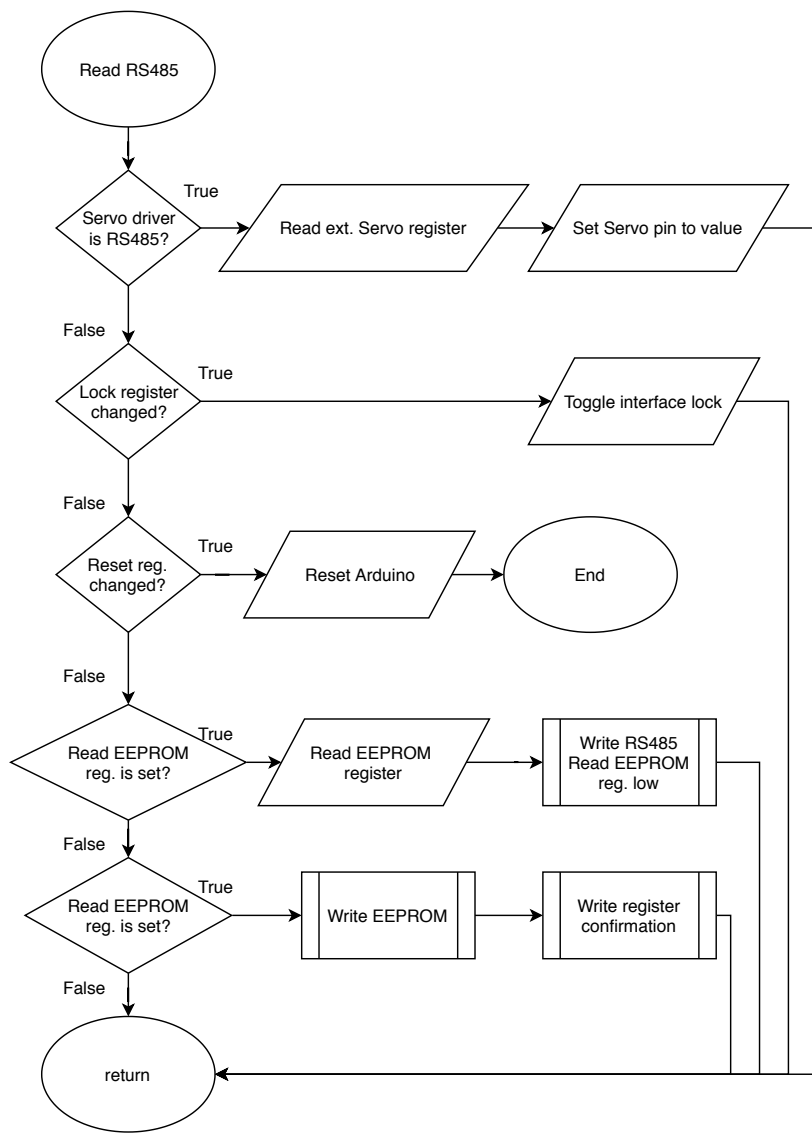 Read RS485
True
Servo driver
is RS485?
Read ext. Servo register
Set Servo pin to value
False
True
Lock register
changed?
Toggle interface lock
False
True
Reset reg.
changed?
Reset Arduino
End
False
True
Read EEPROM
reg. is set?
Read EEPROM
register
Write RS485
Read EEPROM
reg. low
False
True
Read EEPROM
reg. is set?
Write EEPROM
Write register
confirmation
False
return